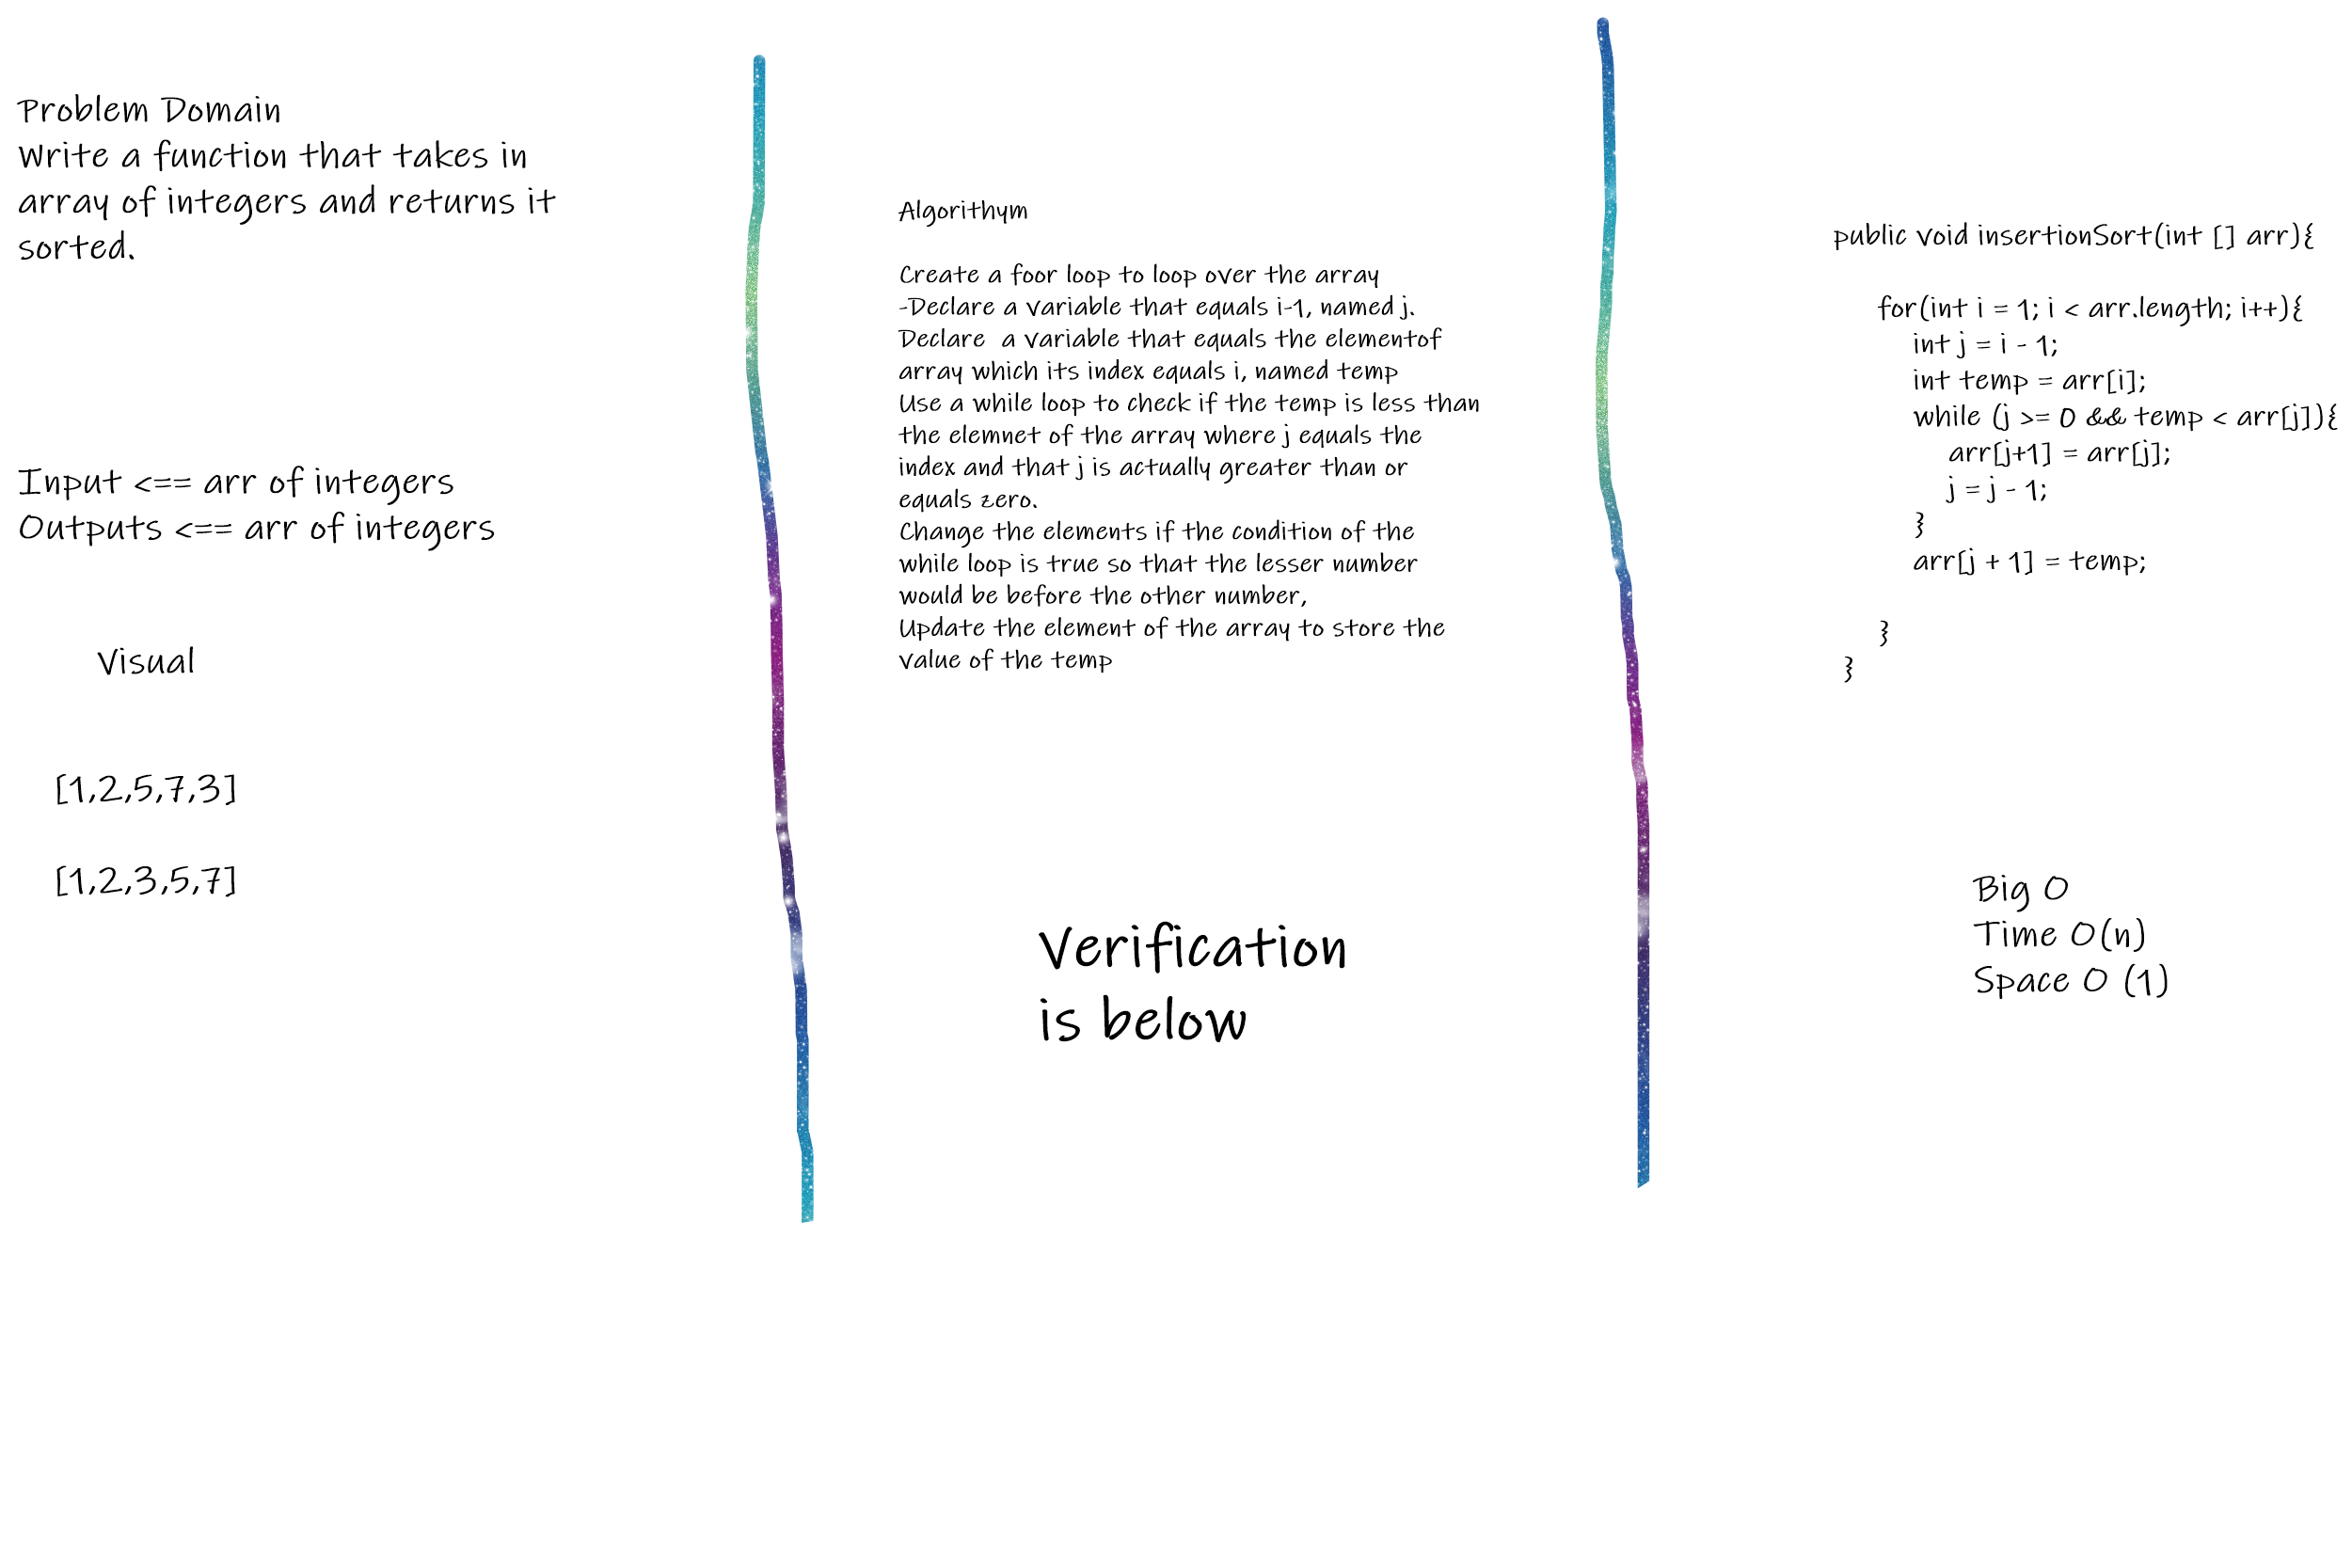 Problem Domain
Write a function that takes in
array of integers and returns it
sorted.
Input <== arr of integers
Outputs <== arr of integers
Visual
[1,2,5,7,3]
[1,2,3,5,7]
Algorithym
Create a foor loop to loop over the array
-Declare a variable that equals i-1, named j.
Declare  a variable that equals the elementof
array which its index equals i, named temp
Use a while loop to check if the temp is less than
the elemnet of the array where j equals the
index and that j is actually greater than or
equals zero.
Change the elements if the condition of the
while loop is true so that the lesser number
would be before the other number,
Update the element of the array to store the
value of the temp
Verification
is below
public void insertionSort(int [] arr){
for(int i = 1; i < arr.length; i++){
int j = i - 1;
int temp = arr[i];
while (j >= 0 && temp < arr[j]){
arr[j+1] = arr[j];
j = j - 1;
}
arr[j + 1] = temp;
}
}
Big O
Time O(n)
Space O (1)